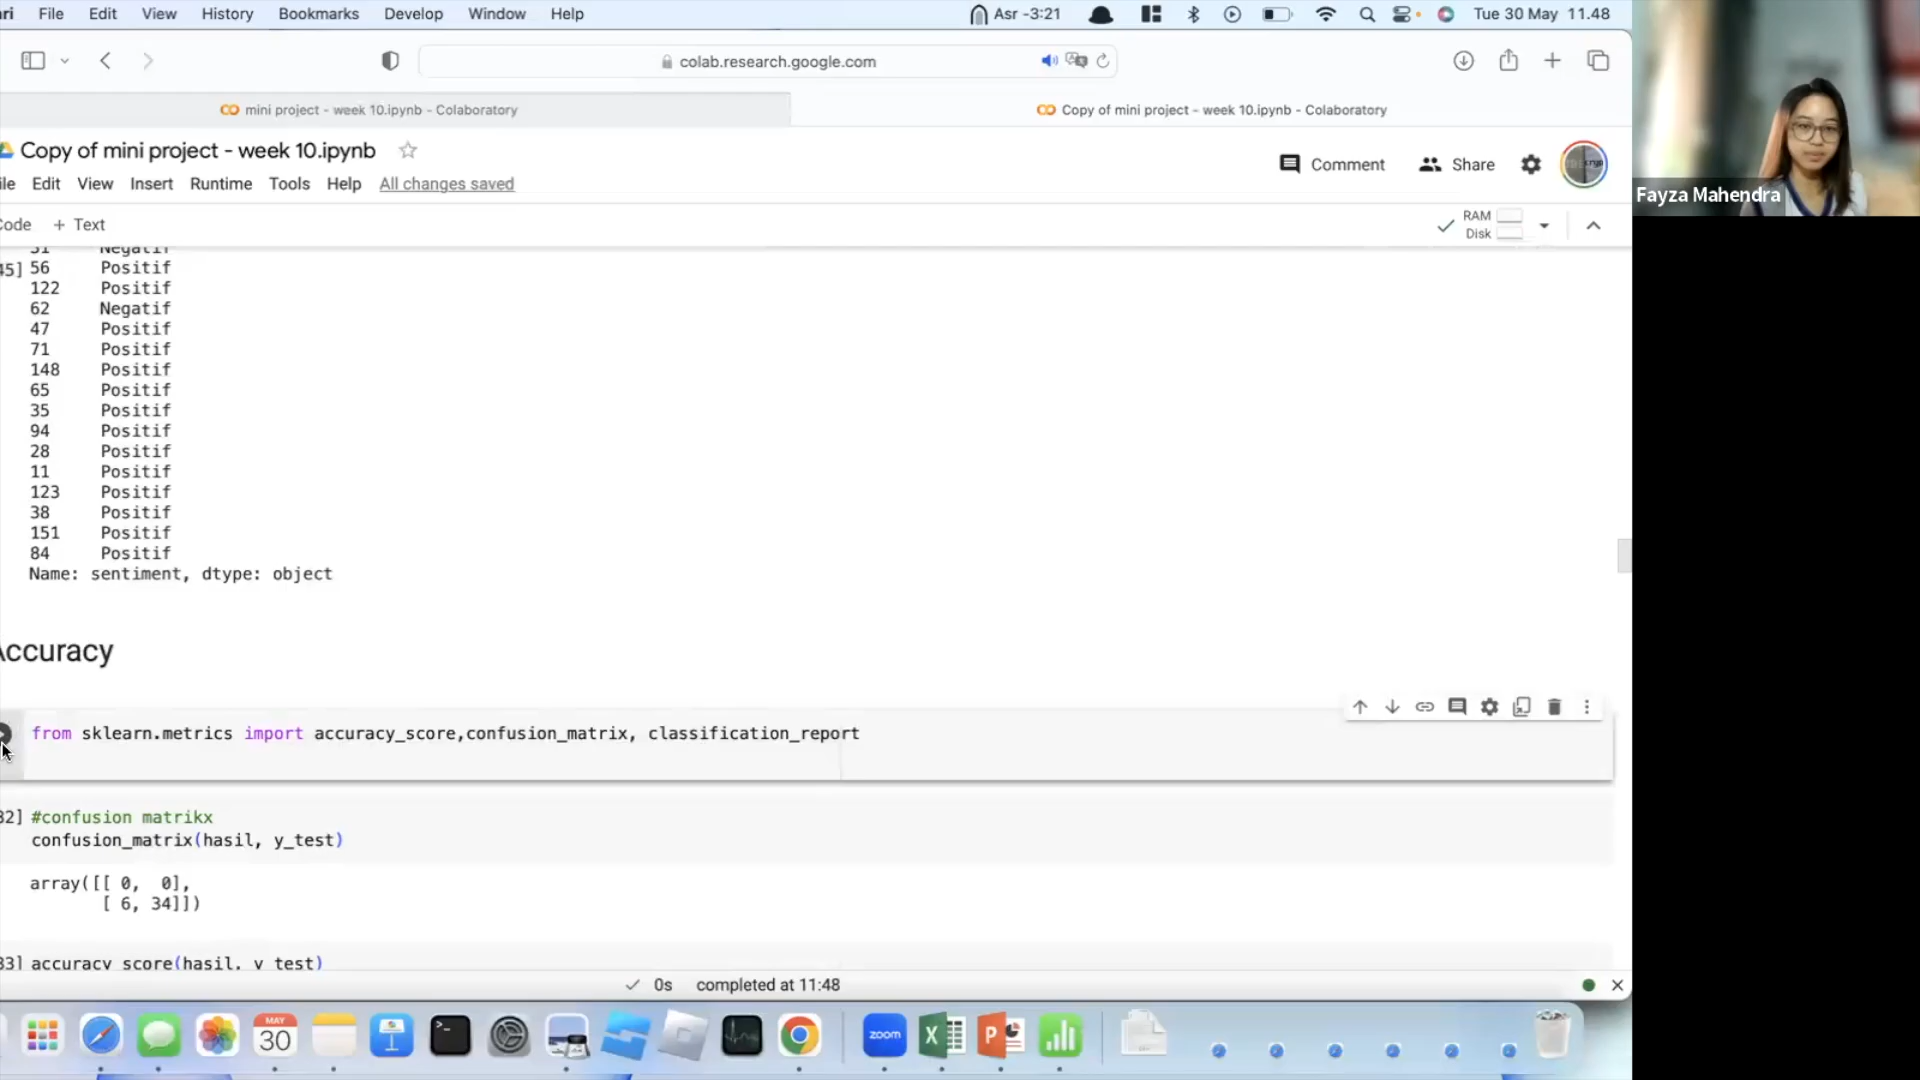 ri File Edit View History Bookmarks Develop Window Help Asr -3:21 Tue 30 May 11.48
colab.research.google.com
mini project - week 10.ipynb - Colaboratory Copy of mini project - week 10.ipynb - Colaboratory
Copy of mini project - week 10.ipynb Comment Share
ile Edit View Insert Runtime Tools Help All changes saved
Fayza Mahendra
Code + Text RAM Disk
31 Negatif
45] 56 Positif
122 Positif
62 Negatif
47 Positif
71 Positif
148 Positif
65 Positif
35 Positif
94 Positif
28 Positif
11 Positif
123 Positif
38 Positif
151 Positif
84 Positif
Name: sentiment, dtype: object
Accuracy
from sklearn.metrics import accuracy_score,confusion_matrix, classification_report
32] #confusion matrikx
confusion_matrix(hasil, y_test)
array([[ 0, 0],
[ 6, 34]])
33] accuracy_score(hasil, y_test)
0s completed at 11:48
MAY
30
zoom